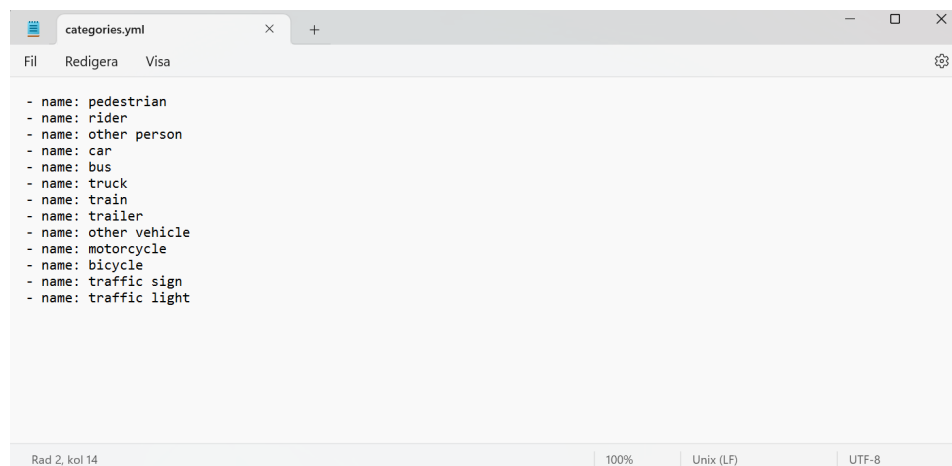 categories.yml
Fil Redigera Visa
- name: pedestrian
- name: rider
- name: other person
- name: car
- name: bus
- name: truck
- name: train
- name: trailer
- name: other vehicle
- name: motorcycle
- name: bicycle
- name: traffic sign
- name: traffic light
Rad 2, kol 14 100% Unix (LF) UTF-8